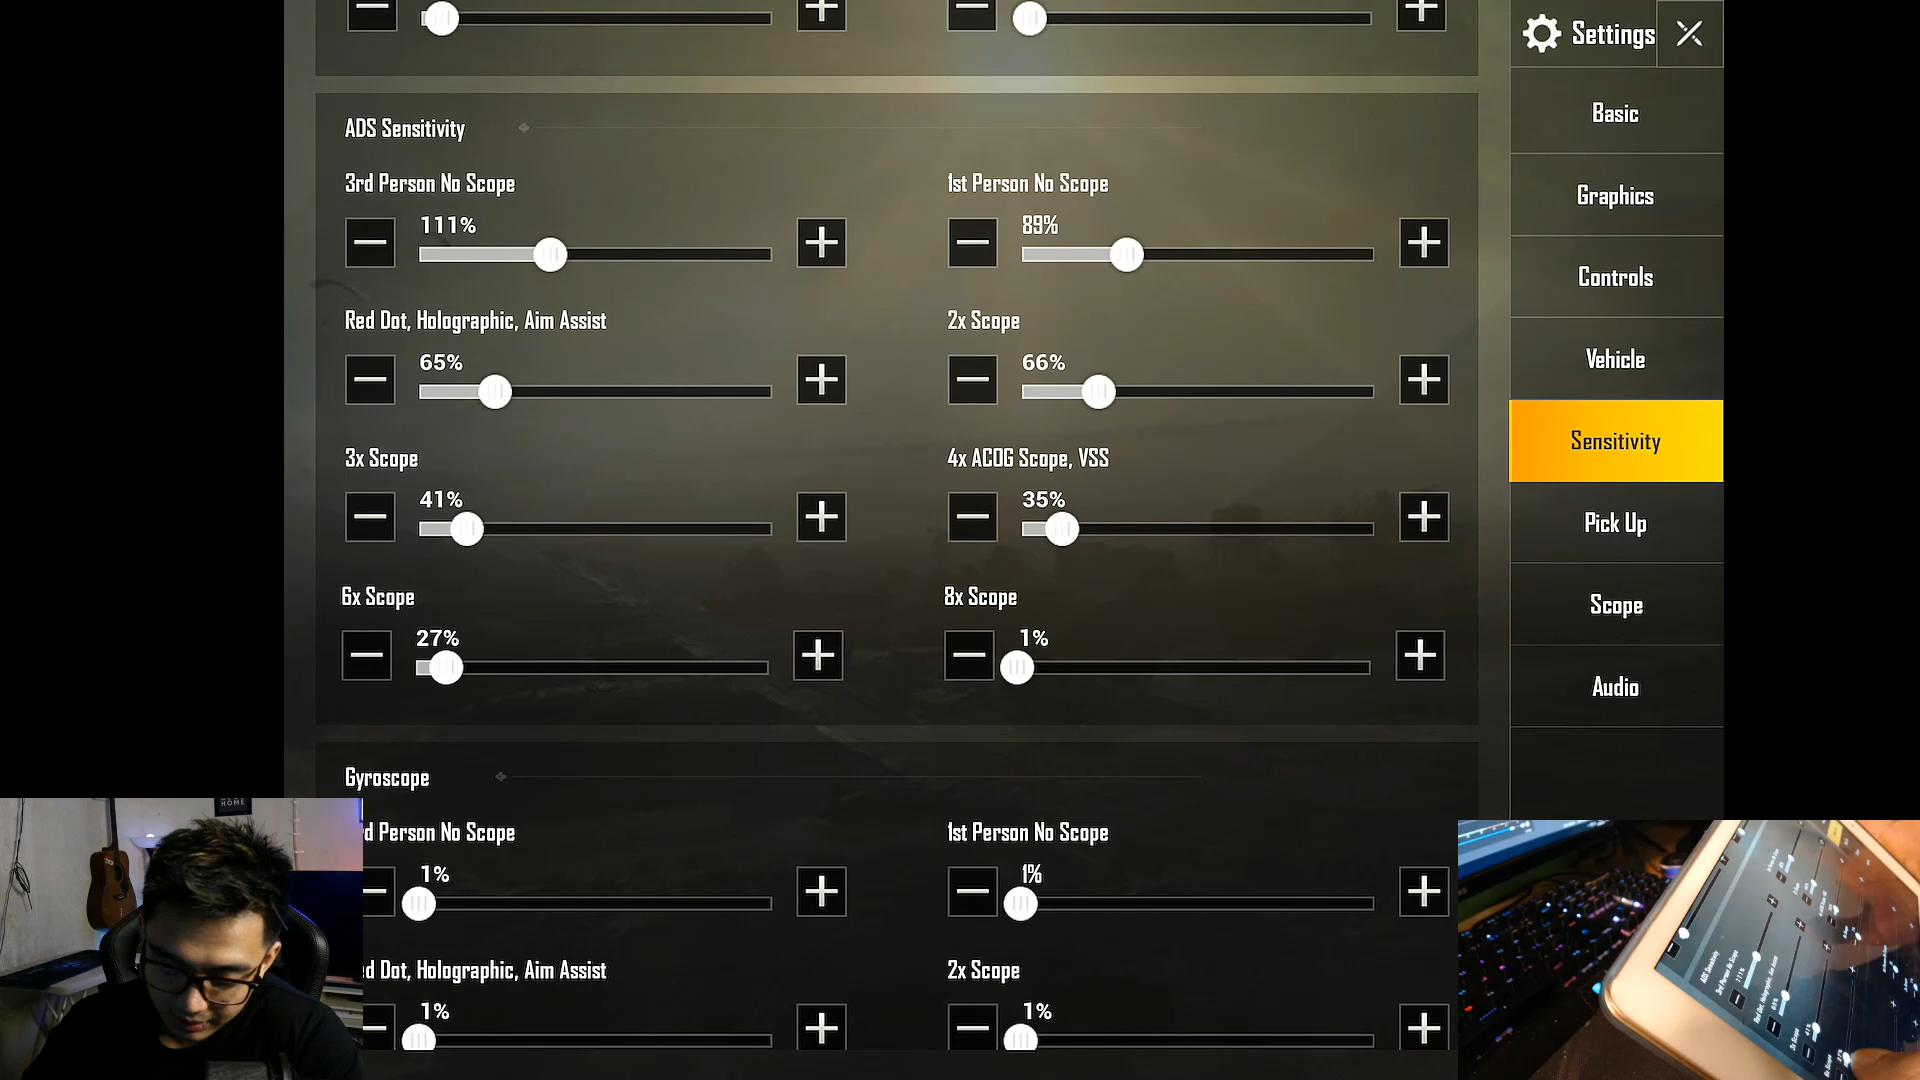 Settings
Basic
Graphics
Controls
Vehicle
Sensitivity
Pick Up
Scope
Audio
ADS Sensitivity
3rd Person No Scope
111%
1st Person No Scope
89%
Red Dot, Holographic, Aim Assist
65%
2x Scope
66%
3x Scope
41%
4x ACOG Scope, VSS
35%
6x Scope
27%
8x Scope
1%
Gyroscope
rd Person No Scope
1%
1st Person No Scope
1%
ed Dot, Holographic, Aim Assist
1%
2x Scope
1%
HOME